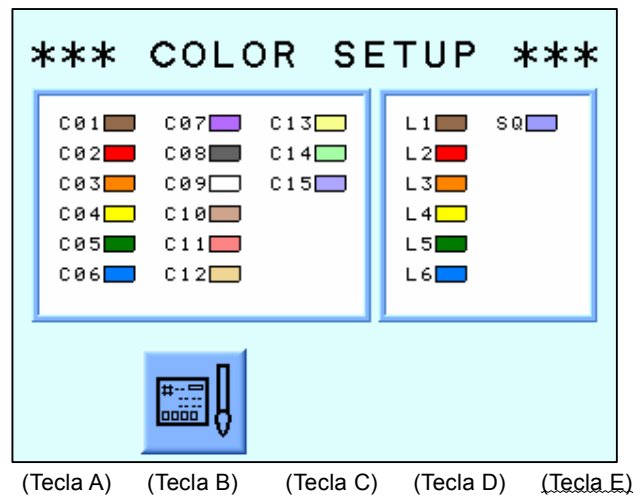 *** COLOR SETUP ***
C01 C07 C13 L1 SQ
C02 C08 C14 L2
C03 C09 C15 L3
C04 C10 L4
C05 C11 L5
C06 C12 L6
(Tecla A) (Tecla B) (Tecla C) (Tecla D) (Tecla E)